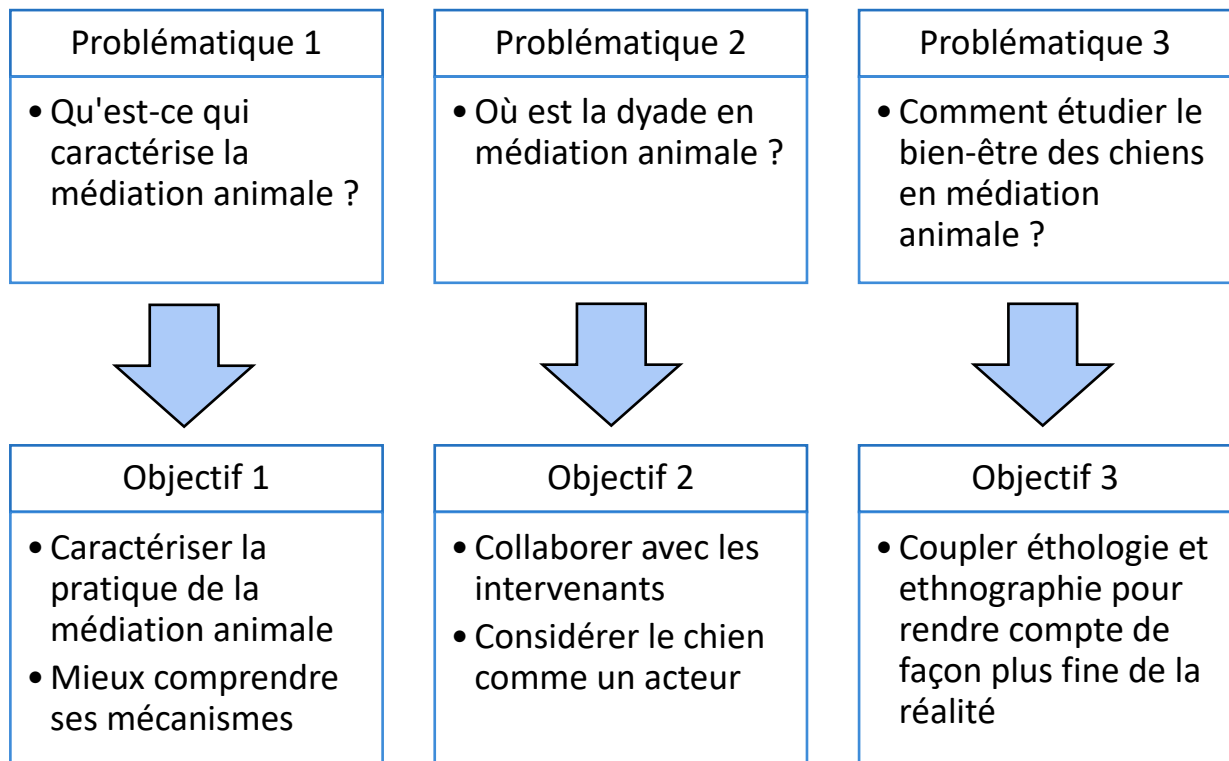 Problématique 1
• Qu'est-ce qui
caractérise la
médiation animale ?
Problématique 2
• Où est la dyade en
médiation animale ?
Problématique 3
• Comment étudier le
bien-être des chiens
en médiation
animale ?
Objectif 1
• Caractériser la
pratique de la
médiation animale
• Mieux comprendre
ses mécanismes
Objectif 2
• Collaborer avec les
intervenants
• Considérer le chien
comme un acteur
Objectif 3
• Coupler éthologie et
ethnographie pour
rendre compte de
façon plus fine de la
réalité